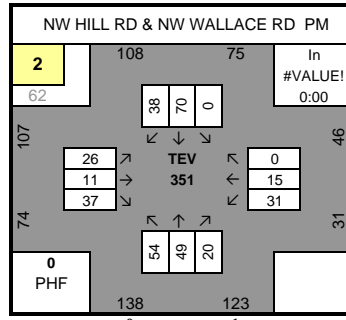 NW HILL RD & NW WALLACE RD PM
2
62
108
75
In
#VALUE!
0:00
38 70 0
↙ ↓ ↘
107
46
26 ↗ TEV ↖ 0
11 → 351 ← 15
37 ↘ ↙ 31
74
31
↖ ↑ ↗
54 49 20
0
PHF
138
123